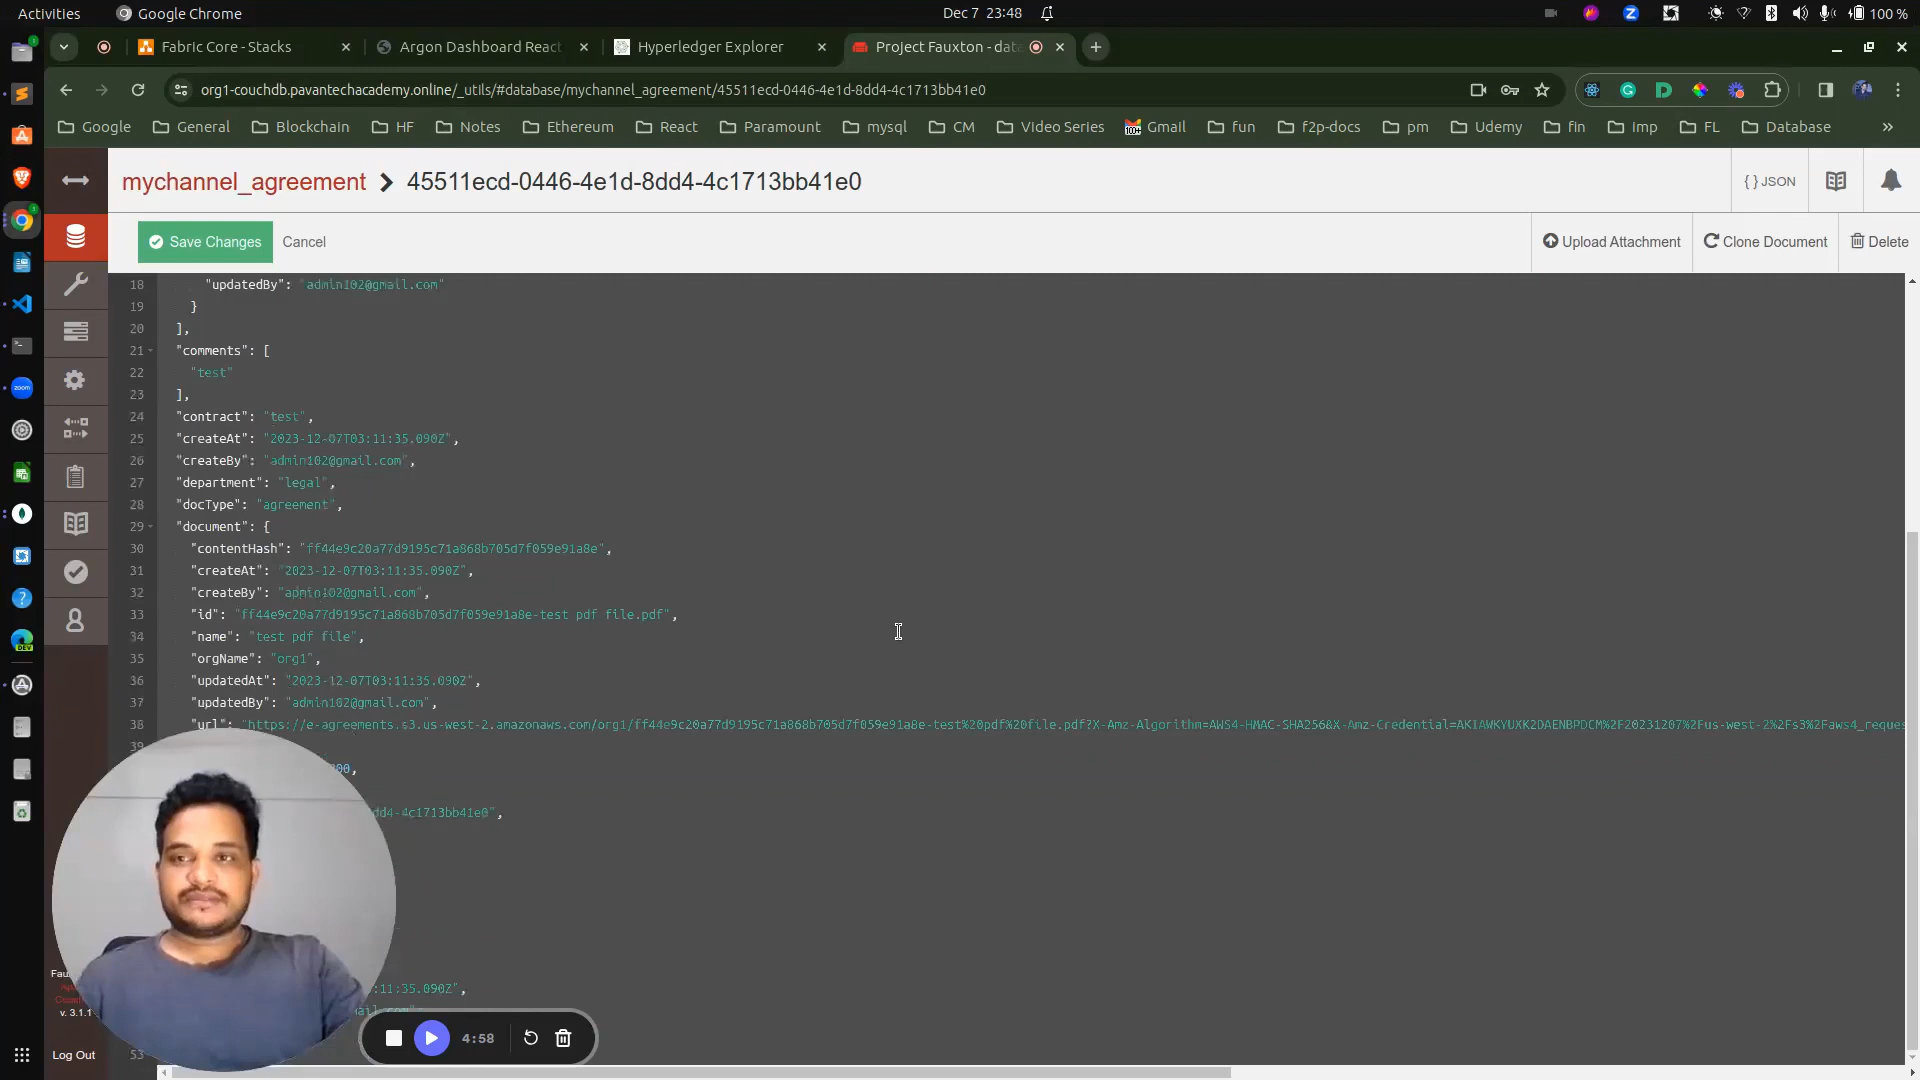 Activities
Google Chrome
Dec 7 23:48
100 %
Fabric Core - Stacks
Argon Dashboard React
Hyperledger Explorer
Project Fauxton - data
org1-couchdb.pavantechacademy.online/_utils/#database/mychannel_agreement/45511ecd-0446-4e1d-8dd4-4c1713bb41e0
Google
General
Blockchain
HF
Notes
Ethereum
React
Paramount
mysql
CM
Video Series
Gmail
fun
f2p-docs
pm
Udemy
fin
Imp
FL
Database
»
mychannel_agreement
45511ecd-0446-4e1d-8dd4-4c1713bb41e0
{ } JSON
Save Changes
Cancel
Upload Attachment
Clone Document
Delete
18 "updatedBy": "admin102@gmail.com"
19 }
20 ],
21 "comments": [
22 "test"
23 ],
24 "contract": "test",
25 "createAt": "2023-12-07T03:11:35.090Z",
26 "createBy": "admin102@gmail.com",
27 "department": "legal",
28 "docType": "agreement",
29 "document": {
30 "contentHash": "ff44e9c20a77d9195c71a868b705d7f059e91a8e",
31 "createAt": "2023-12-07T03:11:35.090Z",
32 "createBy": "admin102@gmail.com",
33 "id": "ff44e9c20a77d9195c71a868b705d7f059e91a8e-test pdf file.pdf",
34 "name": "test pdf file",
35 "orgName": "org1",
36 "updatedAt": "2023-12-07T03:11:35.090Z",
37 "updatedBy": "admin102@gmail.com",
38 "url": "https://e-agreements.s3.us-west-2.amazonaws.com/org1/ff44e9c20a77d9195c71a868b705d7f059e91a8e-test%20pdf%20file.pdf?X-Amz-Algorithm=AWS4-HMAC-SHA256&X-Amz-Credential=AKIAWKYUXK2DAENBPDCM%2F20231207%2Fus-west-2%2Fs3%2Faws4_reques
39
00,
dd4-4c1713bb41e0",
:11:35.090Z",
53
v. 3.1.1
Log Out
4:58
zoom
DEV